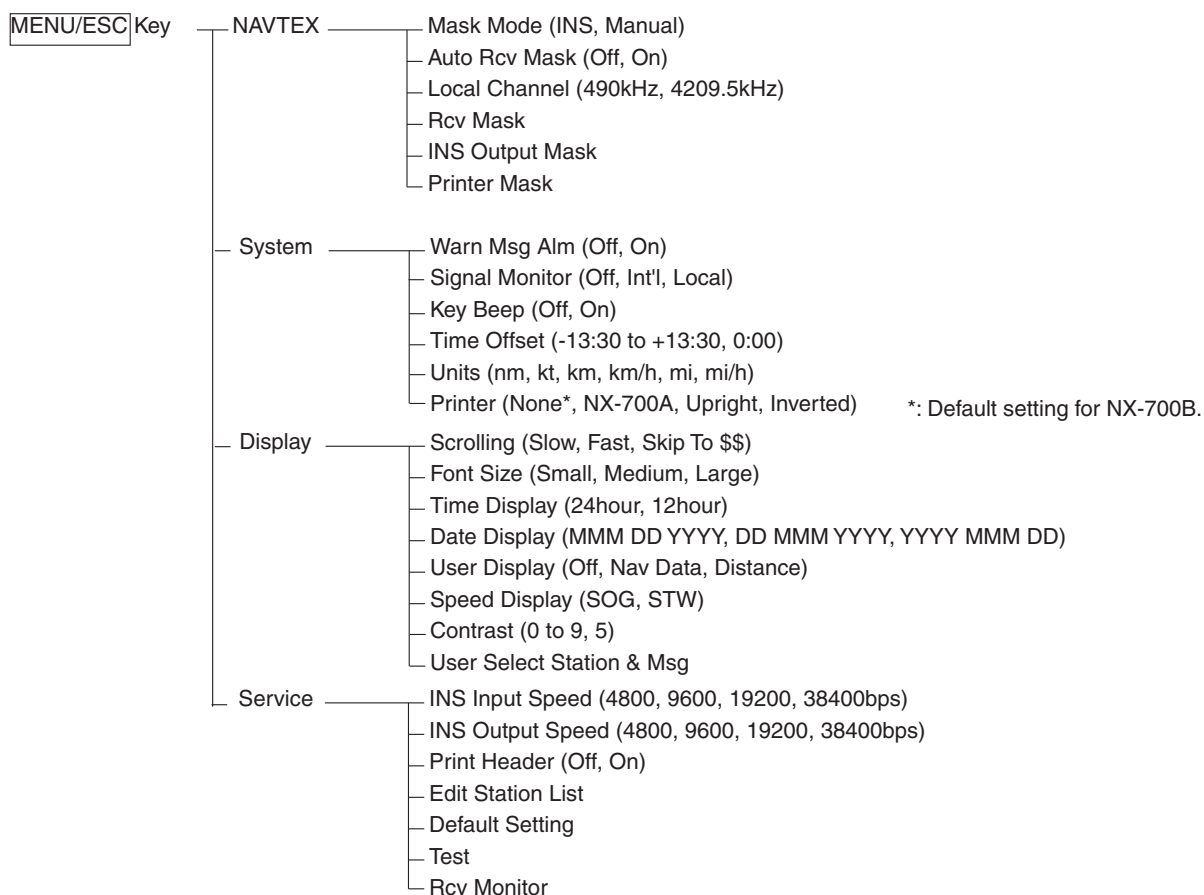 MENU/ESC Key
NAVTEX
Mask Mode (INS, Manual)
Auto Rcv Mask (Off, On)
Local Channel (490kHz, 4209.5kHz)
Rcv Mask
INS Output Mask
Printer Mask
System
Warn Msg Alm (Off, On)
Signal Monitor (Off, Int'l, Local)
Key Beep (Off, On)
Time Offset (-13:30 to +13:30, 0:00)
Units (nm, kt, km, km/h, mi, mi/h)
Printer (None*, NX-700A, Upright, Inverted)
*: Default setting for NX-700B.
Display
Scrolling (Slow, Fast, Skip To $$)
Font Size (Small, Medium, Large)
Time Display (24hour, 12hour)
Date Display (MMM DD YYYY, DD MMM YYYY, YYYY MMM DD)
User Display (Off, Nav Data, Distance)
Speed Display (SOG, STW)
Contrast (0 to 9, 5)
User Select Station & Msg
Service
INS Input Speed (4800, 9600, 19200, 38400bps)
INS Output Speed (4800, 9600, 19200, 38400bps)
Print Header (Off, On)
Edit Station List
Default Setting
Test
Rcv Monitor